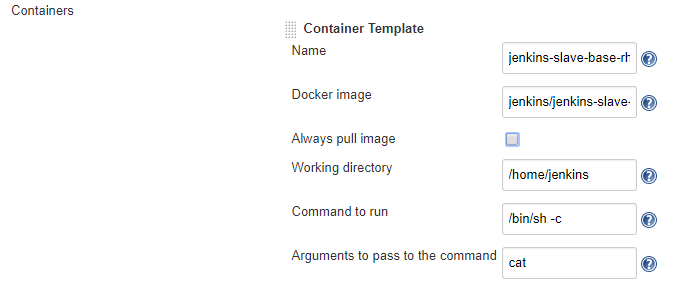 Containers
Container Template
Name
jenkins-slave-base-rh
Docker image
jenkins/jenkins-slave-
Always pull image
Working directory
/home/jenkins
Command to run
/bin/sh -c
Arguments to pass to the command
cat